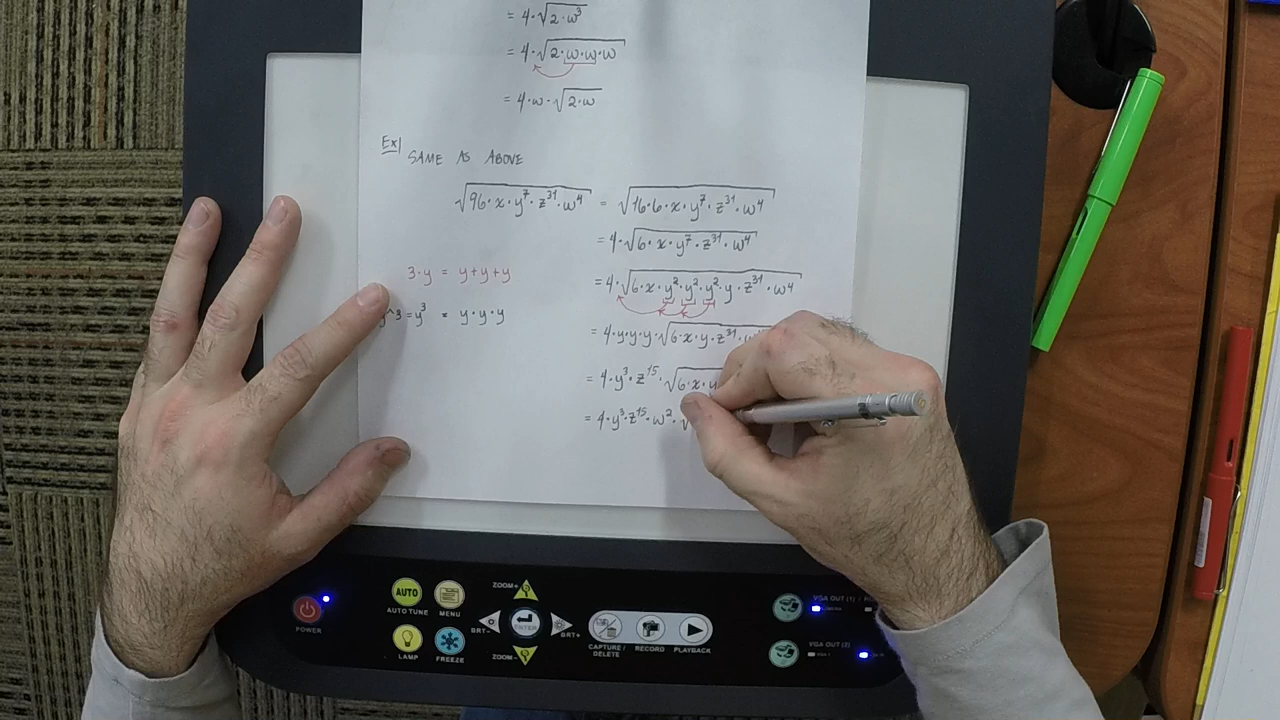 = 4·√2·w³
= 4·√2·w·w·w
= 4·w·√2·w
Ex|
SAME AS ABOVE
√96·x·y⁷·z³¹·w⁴ = √16·6·x·y⁷·z³¹·w⁴
= 4·√6·x·y⁷·z³¹·w⁴
3·y = y+y+y
= 4·√6·x·y²·y²·y²·y·z³¹·w⁴
^3 = y³ = y·y·y
= 4·y·y·y·√6·x·y·z³¹·w
= 4·y³·z¹⁵·√6·x·y
= 4·y³·z¹⁵·w²·√
POWER
AUTO
AUTO TUNE
MENU
LAMP
FREEZE
ZOOM+
BRT-
ENTER
BRT+
ZOOM-
CAPTURE / DELETE
RECORD
PLAYBACK
VGA OUT (1) /
VGA OUT (2)